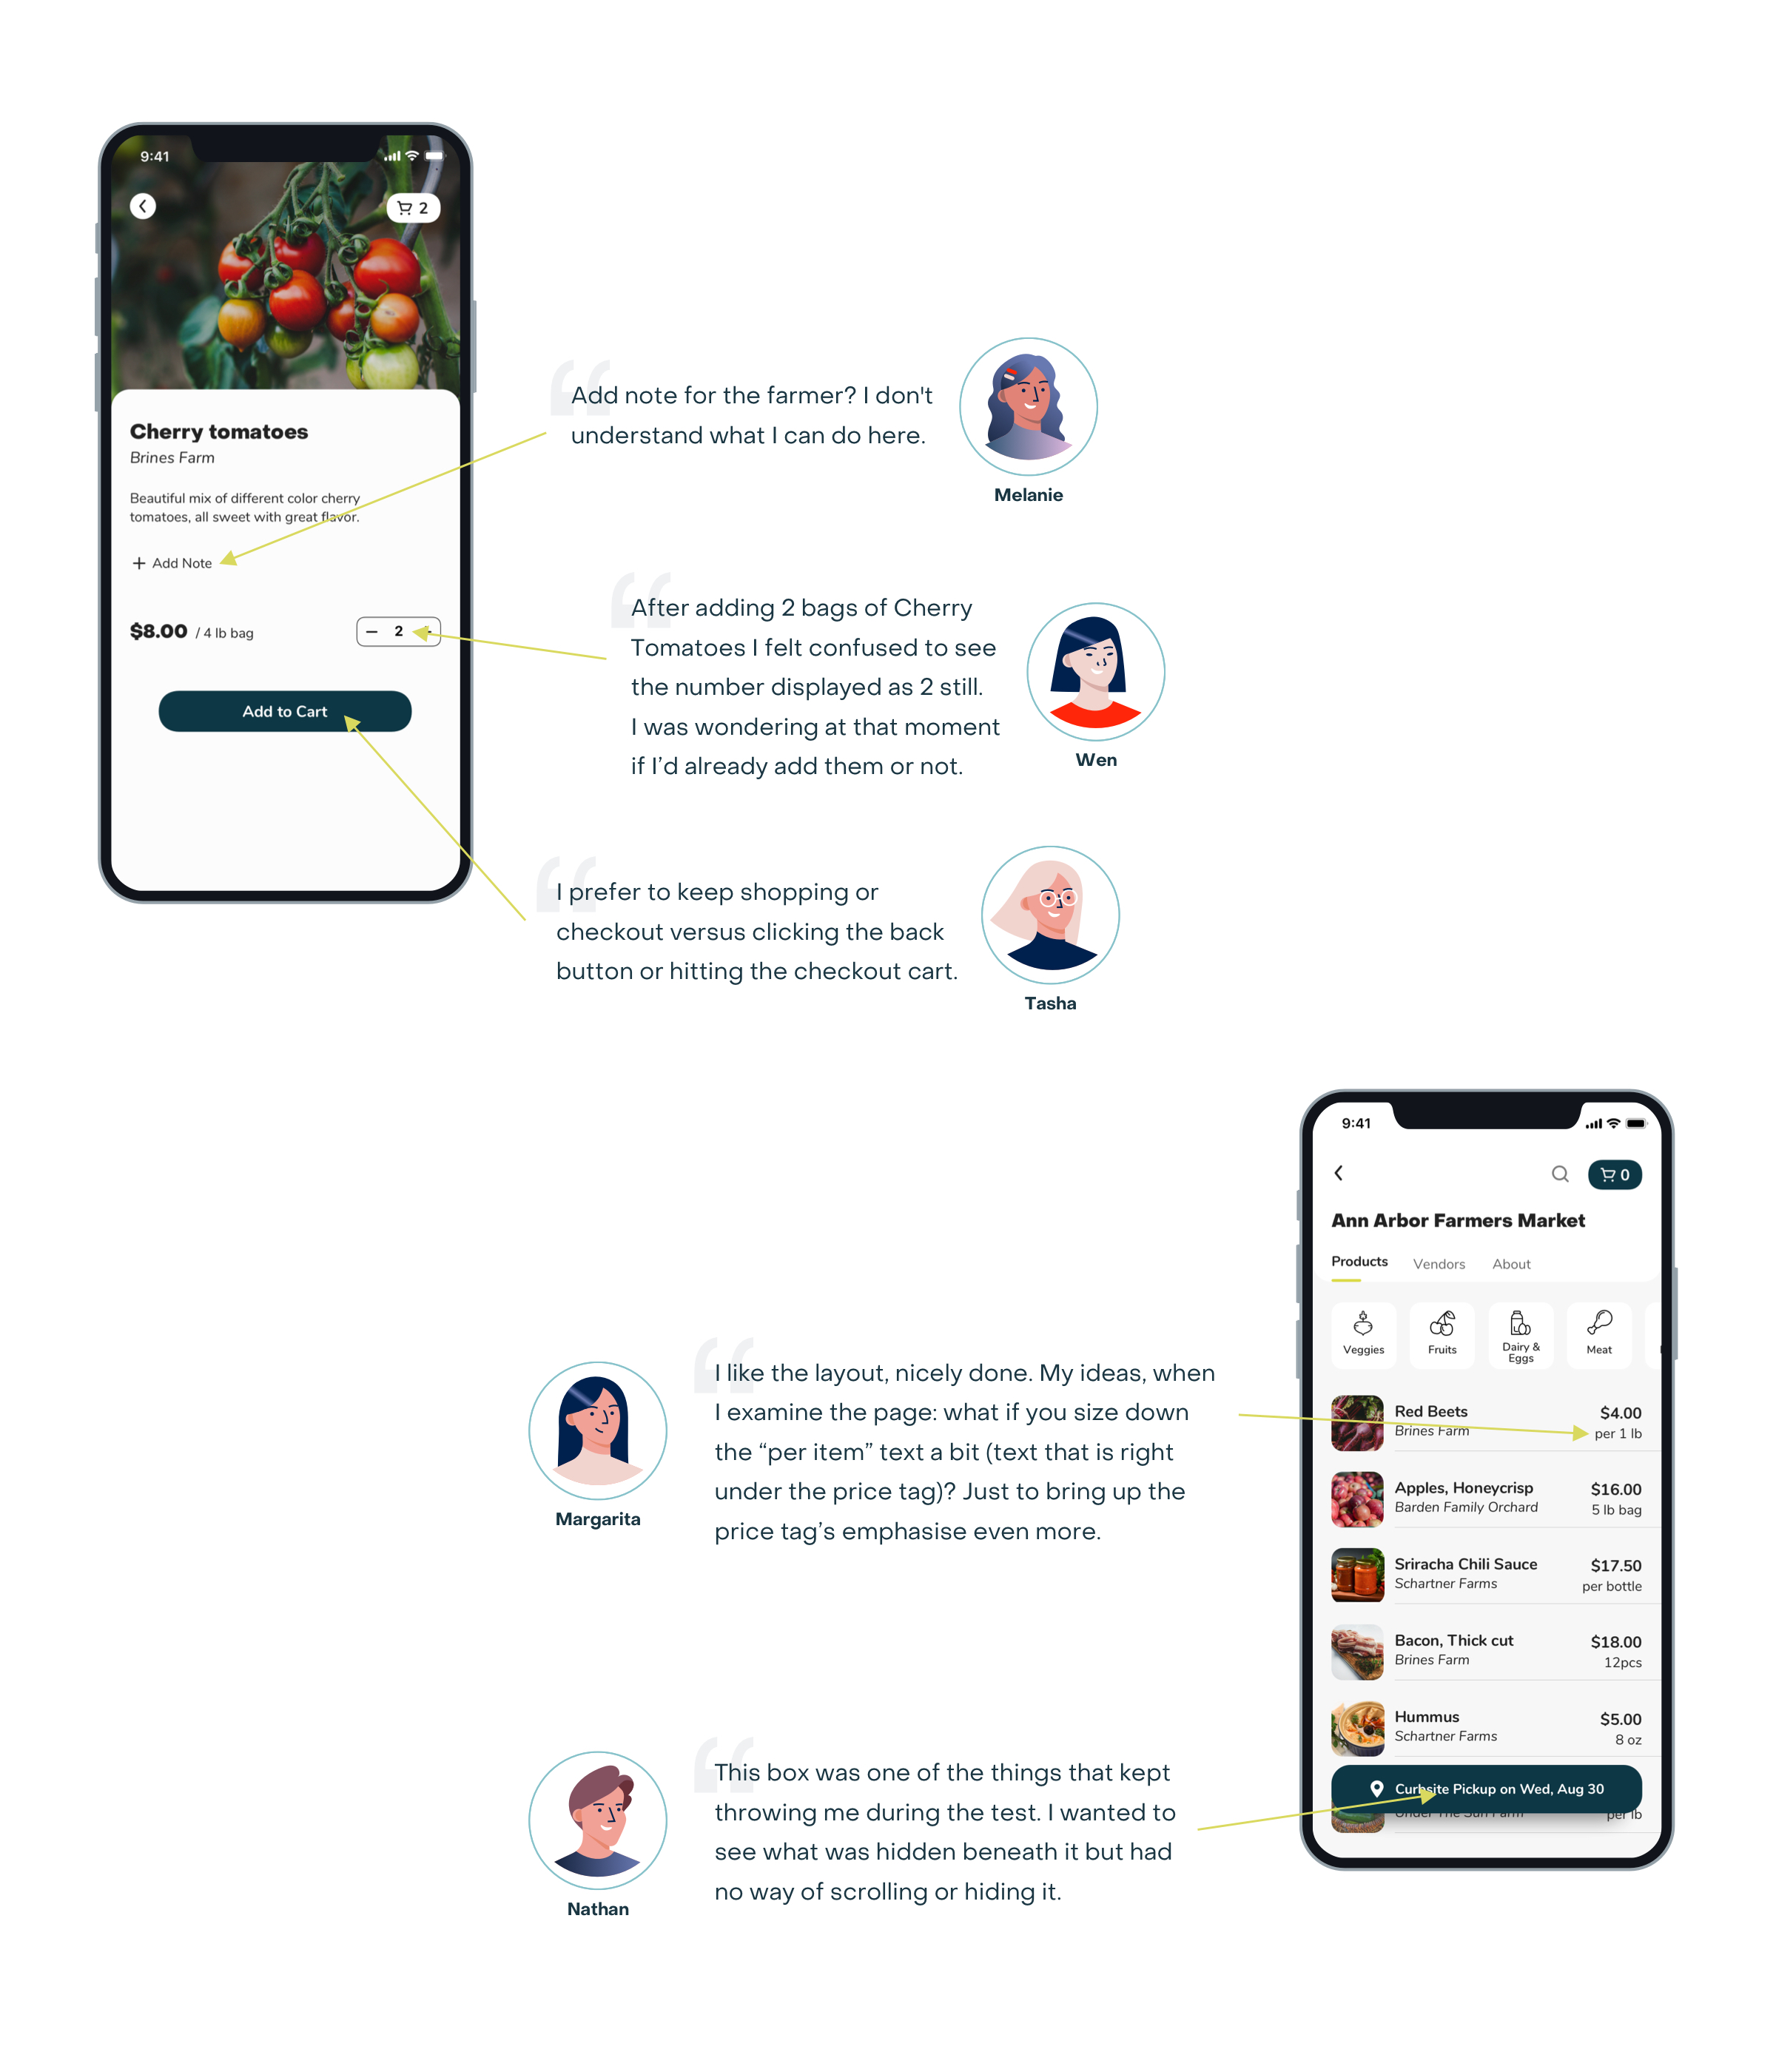 9:41
2
Cherry tomatoes
Brines Farm
Beautiful mix of different color cherry
tomatoes, all sweet with great flavor.
+ Add Note
$8.00 / 4 lb bag
− 2 +
Add to Cart
Add note for the farmer? I don't
understand what I can do here.
Melanie
After adding 2 bags of Cherry
Tomatoes I felt confused to see
the number displayed as 2 still.
I was wondering at that moment
if I’d already add them or not.
Wen
I prefer to keep shopping or
checkout versus clicking the back
button or hitting the checkout cart.
Tasha
9:41
0
Ann Arbor Farmers Market
Products Vendors About
Veggies Fruits Dairy & Eggs Meat
Red Beets $4.00
Brines Farm per 1 lb
Apples, Honeycrisp $16.00
Barden Family Orchard 5 lb bag
Sriracha Chili Sauce $17.50
Schartner Farms per bottle
Bacon, Thick cut $18.00
Brines Farm 12pcs
Hummus $5.00
Schartner Farms 8 oz
Curbsite Pickup on Wed, Aug 30
Under The Sun Farm per lb
I like the layout, nicely done. My ideas, when
I examine the page: what if you size down
the “per item” text a bit (text that is right
under the price tag)? Just to bring up the
price tag’s emphasise even more.
Margarita
This box was one of the things that kept
throwing me during the test. I wanted to
see what was hidden beneath it but had
no way of scrolling or hiding it.
Nathan